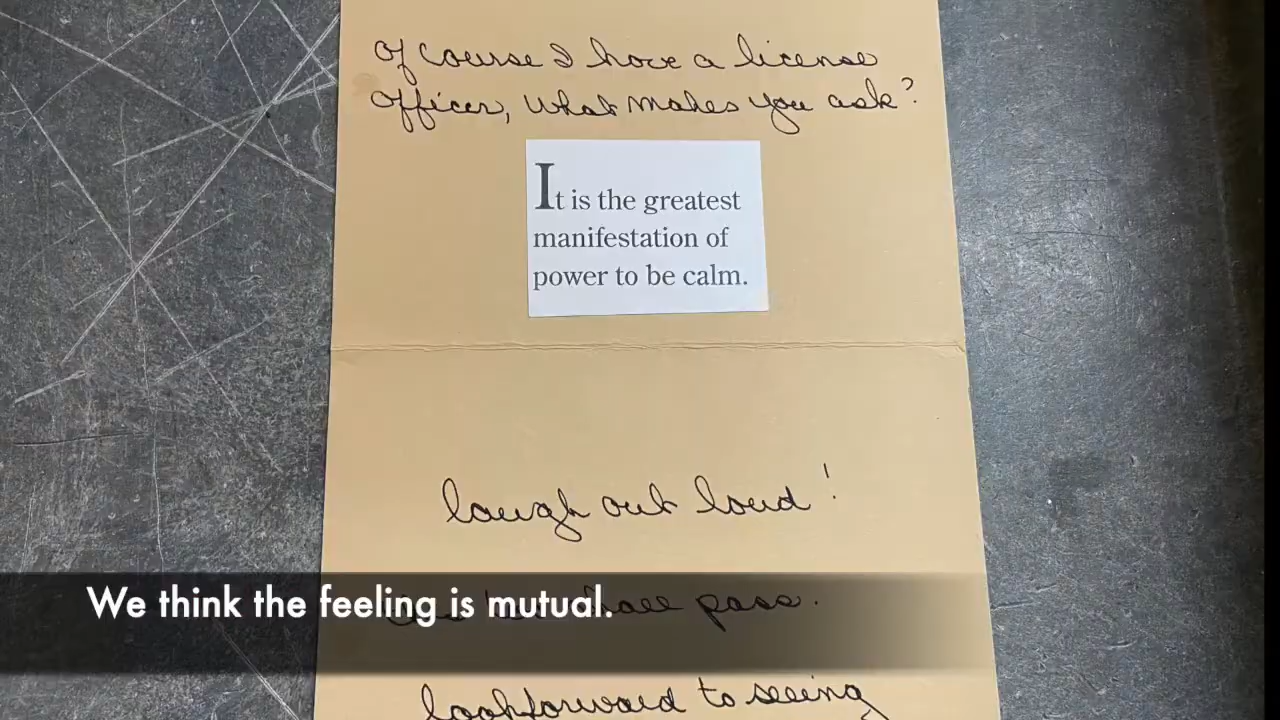 Of course I have a license
officer, what makes you ask?
It is the greatest
manifestation of
power to be calm.
laugh out loud!
We think the feeling is mutual.
pass.
look forward to seeing